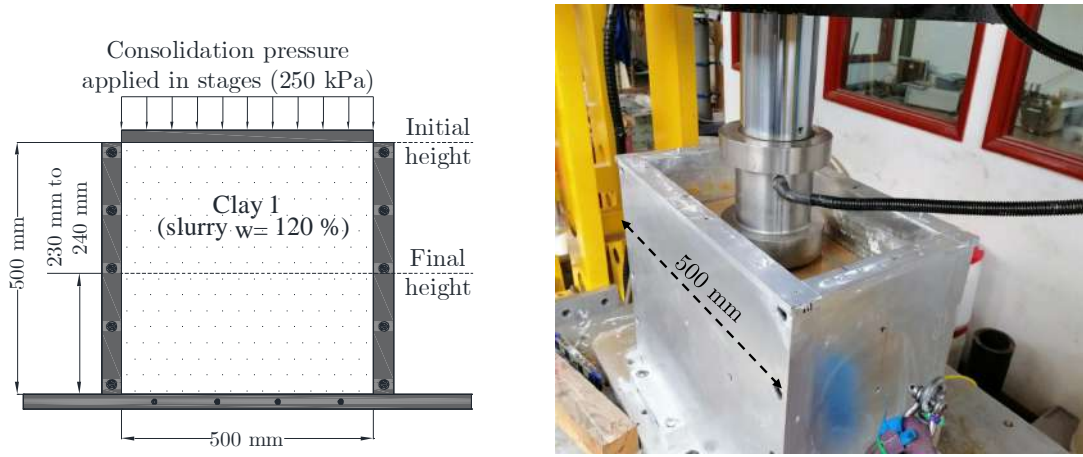 Consolidation pressure
applied in stages (250 kPa)
Initial
height
Clay 1
(slurry w= 120 %)
230 mm to
240 mm
500 mm
Final
height
500 mm
500 mm